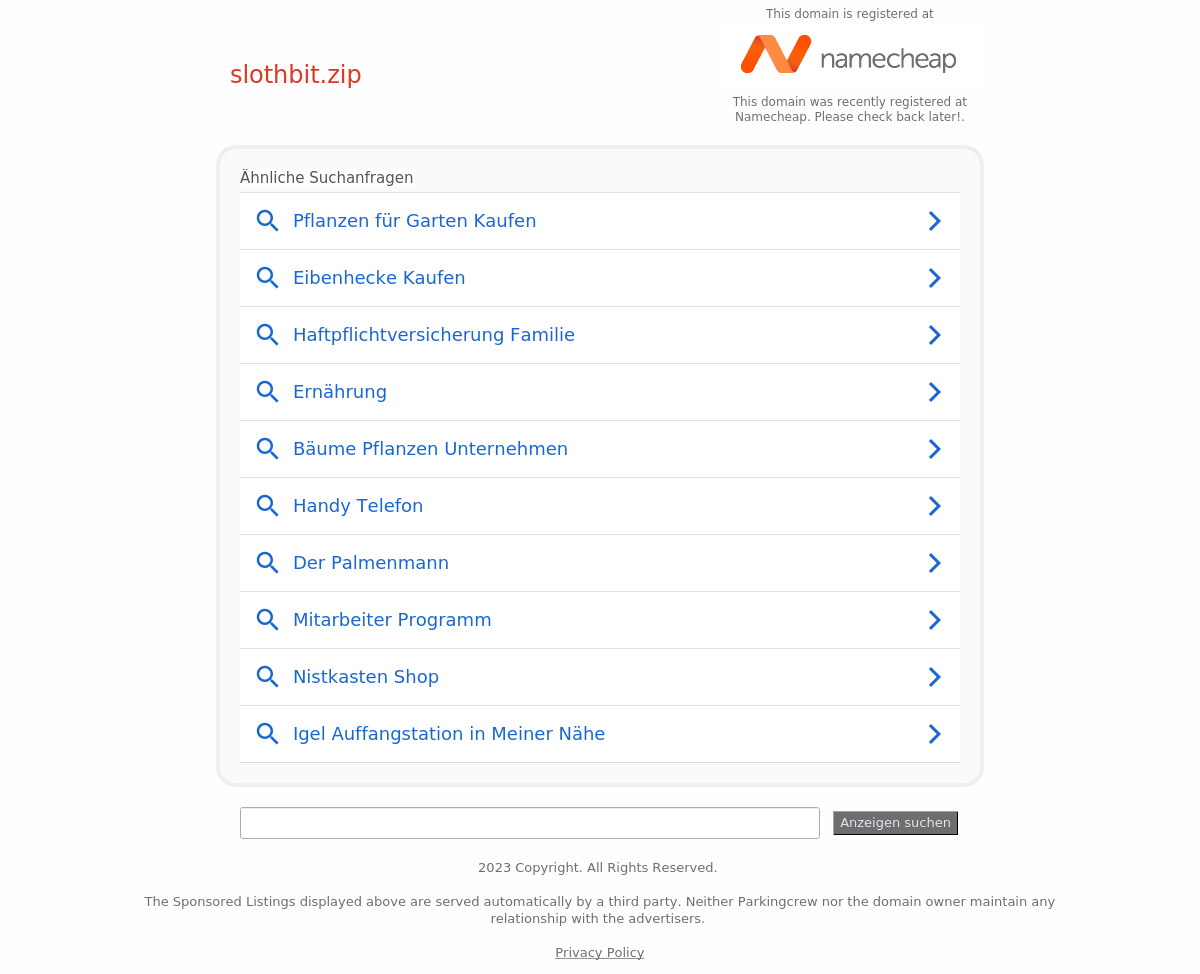 This domain is registered at
namecheap
slothbit.zip
This domain was recently registered at
Namecheap. Please check back later!.
Ähnliche Suchanfragen
Pflanzen für Garten Kaufen
Eibenhecke Kaufen
Haftpflichtversicherung Familie
Ernährung
Bäume Pflanzen Unternehmen
Handy Telefon
Der Palmenmann
Mitarbeiter Programm
Nistkasten Shop
Igel Auffangstation in Meiner Nähe
Anzeigen suchen
2023 Copyright. All Rights Reserved.
The Sponsored Listings displayed above are served automatically by a third party. Neither Parkingcrew nor the domain owner maintain any
relationship with the advertisers.
Privacy Policy